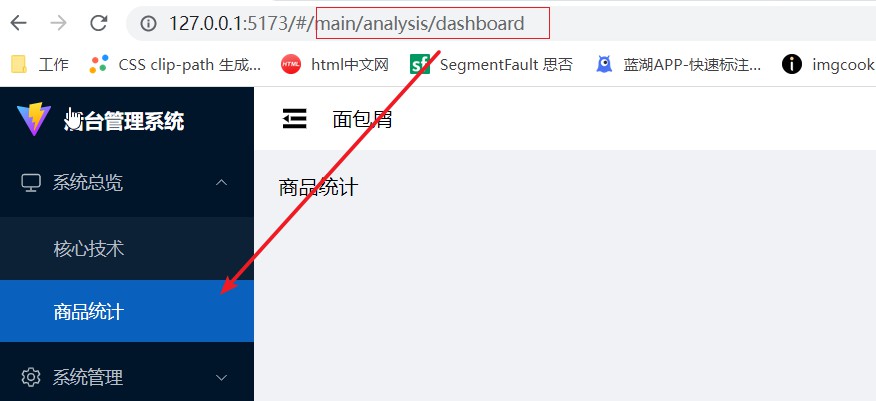 127.0.0.1:5173/#/main/analysis/dashboard
工作 CSS clip-path 生成... HTML html中文网 sf SegmentFault 思否 蓝湖APP-快速标注... i imgcook
后台管理系统
面包屑
系统总览
商品统计
核心技术
商品统计
系统管理